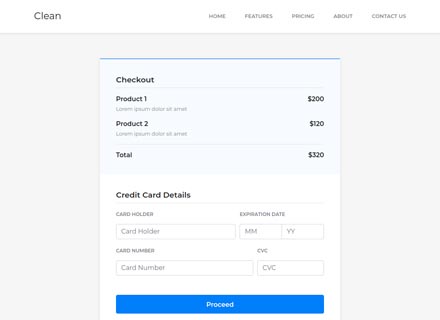 Clean
HOME FEATURES PRICING ABOUT CONTACT US
Checkout
Product 1 $200
Lorem ipsum dolor sit amet
Product 2 $120
Lorem ipsum dolor sit amet
Total $320
Credit Card Details
CARD HOLDER EXPIRATION DATE
Card Holder MM YY
CARD NUMBER CVC
Card Number CVC
Proceed